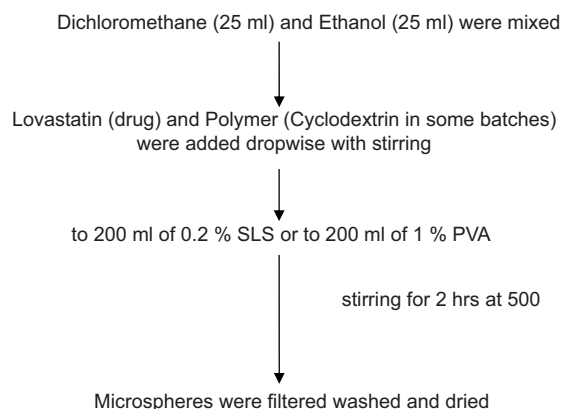 Dichloromethane (25 ml) and Ethanol (25 ml) were mixed
Lovastatin (drug) and Polymer (Cyclodextrin in some batches)
were added dropwise with stirring
to 200 ml of 0.2 % SLS or to 200 ml of 1 % PVA
stirring for 2 hrs at 500
Microspheres were filtered washed and dried